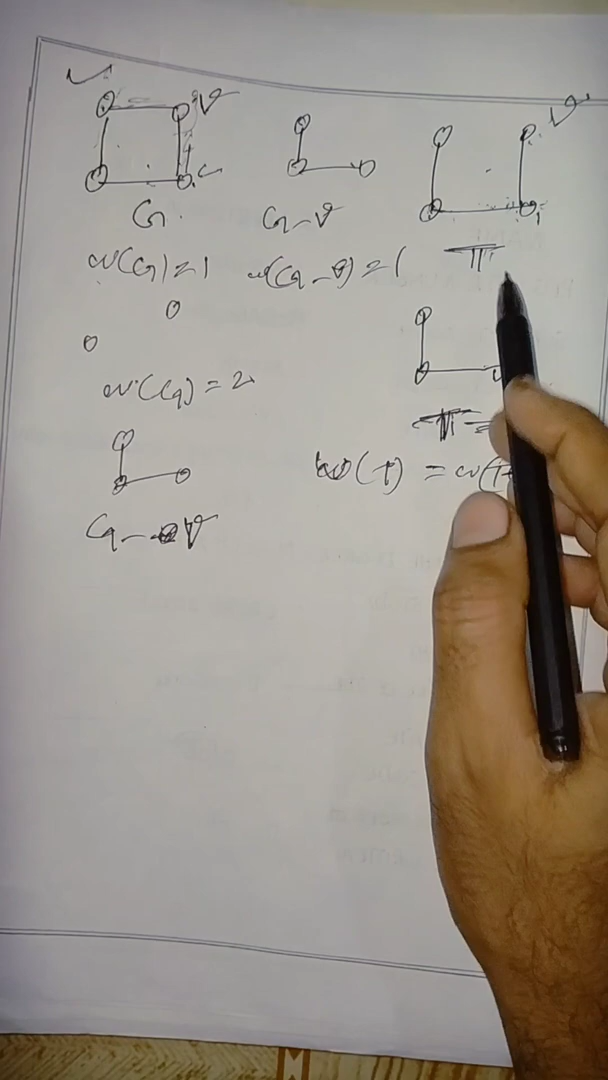 v
G
G-v
v
w(G)=1
w(G-v)=1
T
w(G)=2
T
G-v
w(T) = w(T